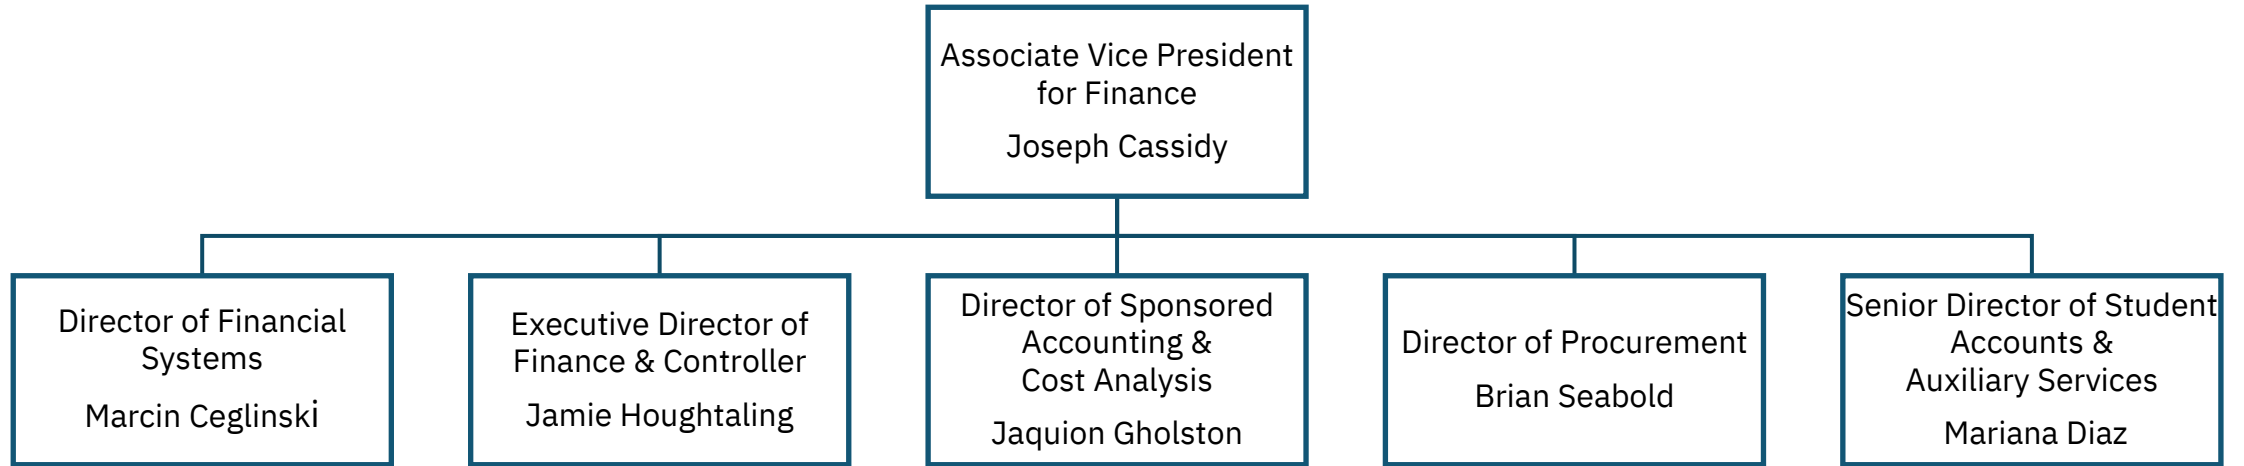 Associate Vice President
for Finance
Joseph Cassidy
Director of Financial
Systems
Marcin Ceglinski
Executive Director of
Finance & Controller
Jamie Houghtaling
Director of Sponsored
Accounting &
Cost Analysis
Jaquion Gholston
Director of Procurement
Brian Seabold
Senior Director of Student
Accounts &
Auxiliary Services
Mariana Diaz